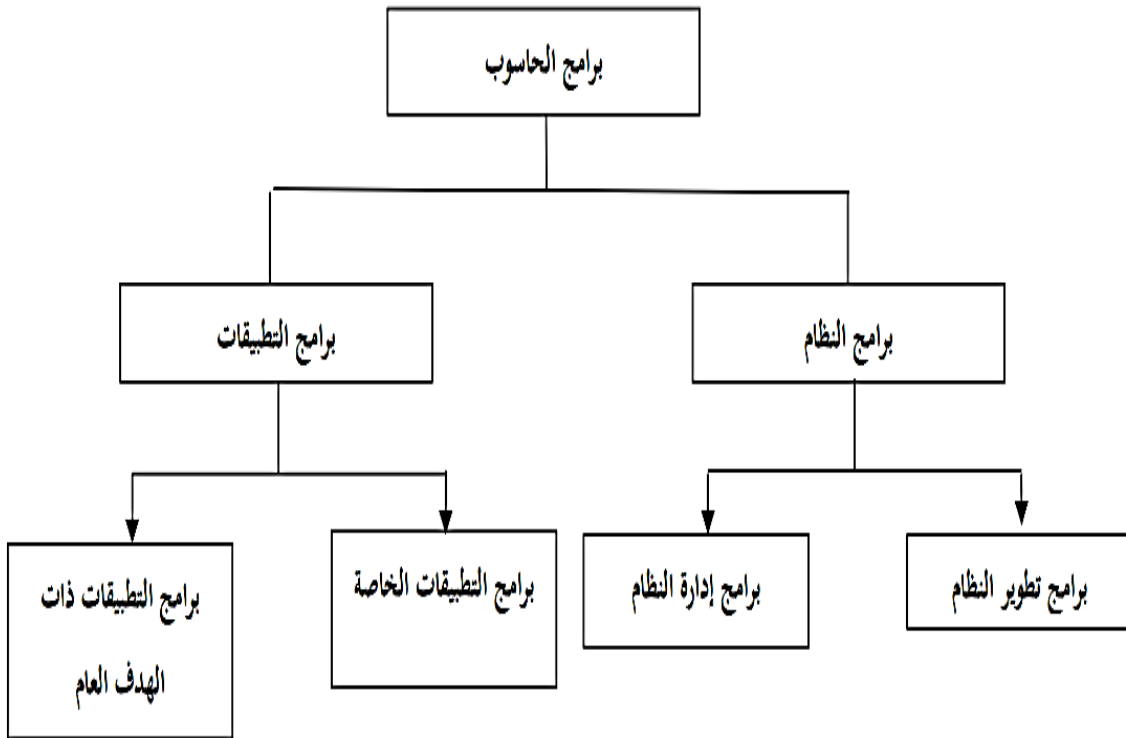 برامج الحاسوب
برامج النظام
برامج التطبيقات
برامج تطوير النظام
برامج إدارة النظام
برامج التطبيقات الخاصة
برامج التطبيقات ذات
الهدف العام